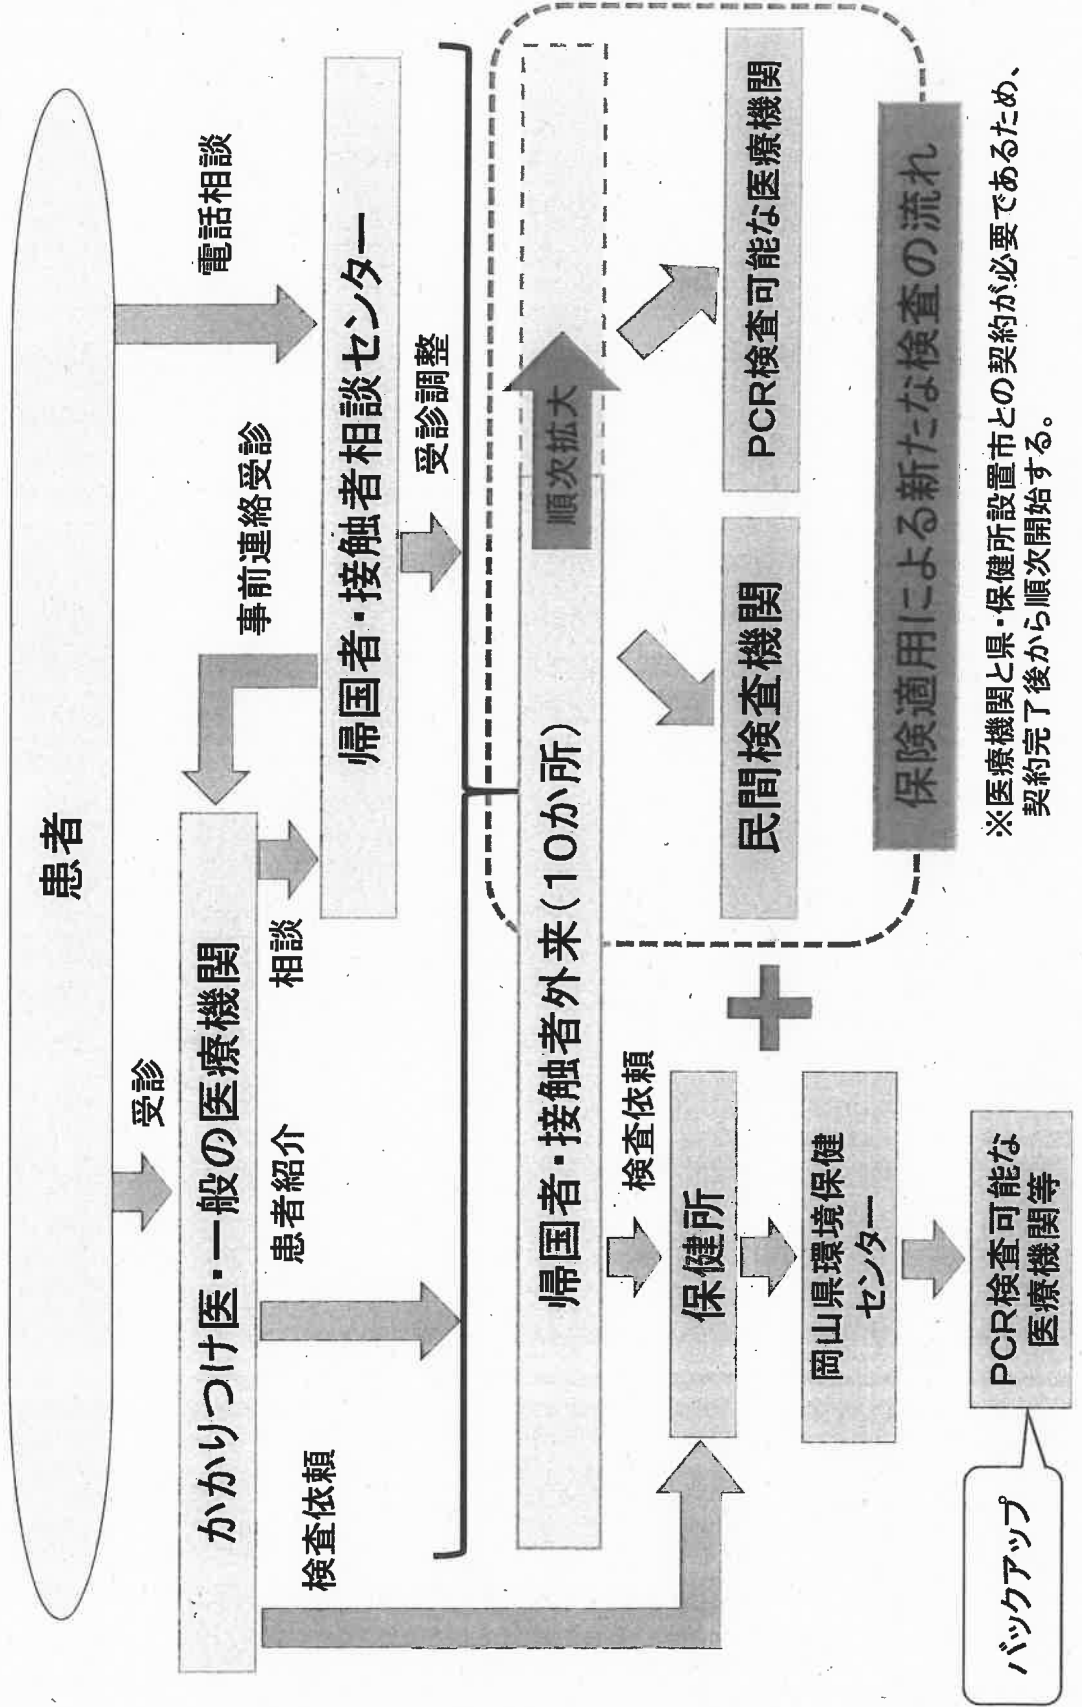 患者
受診
電話相談
事前連絡受診
かかりつけ医・一般の医療機関
相談
帰国者・接触者相談センター
検査依頼
患者紹介
受診調整
帰国者・接触者外来(10か所)
順次拡大
検査依頼
保健所
民間検査機関
PCR検査可能な医療機関
岡山県環境保健
センター
保険適用による新たな検査の流れ
バックアップ
PCR検査可能な
医療機関等
※医療機関と県・保健所設置市との契約が必要であるため、
契約完了後から順次開始する。